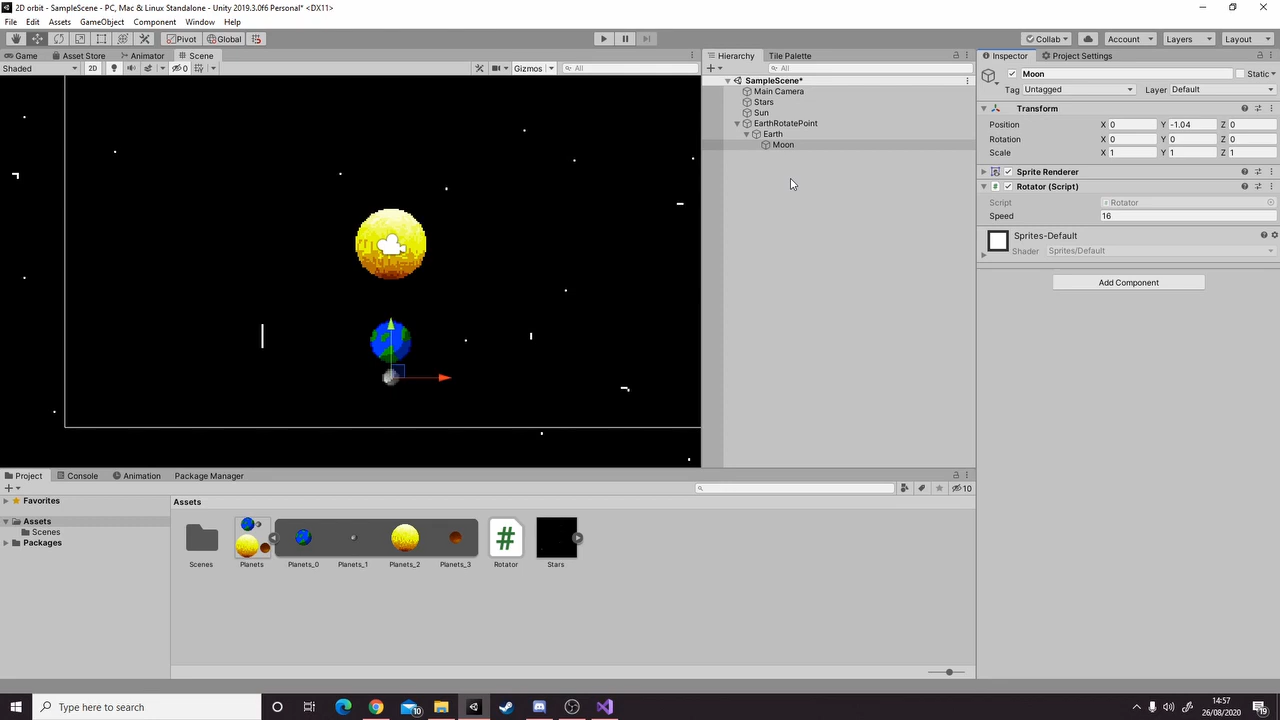 2D orbit - SampleScene - PC, Mac & Linux Standalone - Unity 2019.3.0f6 Personal* <DX11>
File Edit Assets GameObject Component Window Help
Pivot Global Collab Account Layers Layout
Game Asset Store Animator Scene
Shaded 2D 0 Gizmos All
Hierarchy Tile Palette
All
SampleScene*
Main Camera
Stars
Sun
EarthRotatePoint
Earth
Moon
Inspector Project Settings
Moon Static
Tag Untagged Layer Default
Transform
Position X 0 Y -1.04 Z 0
Rotation X 0 Y 0 Z 0
Scale X 1 Y 1 Z 1
Sprite Renderer
# Rotator (Script)
Script Rotator
Speed 16
Sprites-Default
Shader Sprites/Default
Add Component
Project Console Animation Package Manager
10
Favorites
Assets
Scenes
Packages
Assets
#
Scenes Planets Planets_0 Planets_1 Planets_2 Planets_3 Rotator Stars
Type here to search
10
14:57
26/08/2020